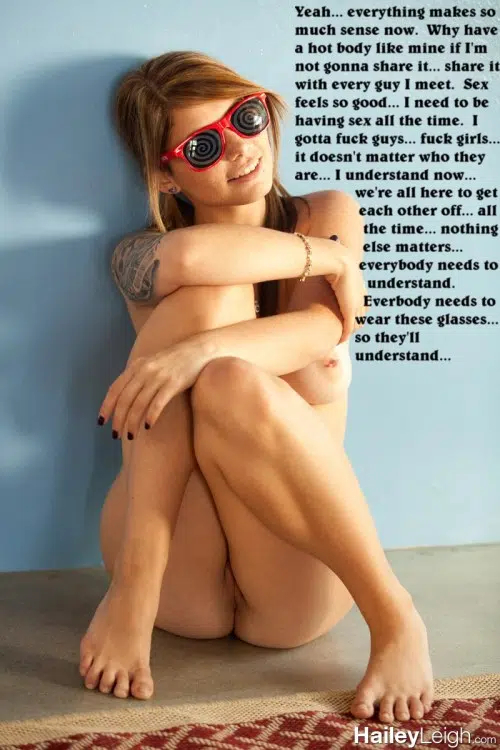 Yeah... everything makes so
much sense now.  Why have
a hot body like mine if I'm
not gonna share it... share it
with every guy I meet.  Sex
feels so good... I need to be
having sex all the time.  I
gotta fuck guys... fuck girls...
it doesn't matter who they
are... I understand now...
we're all here to get
each other off... all
the time... nothing
else matters...
everybody needs to
understand.
Everbody needs to
wear these glasses...
so they'll
understand...
HaileyLeigh.com